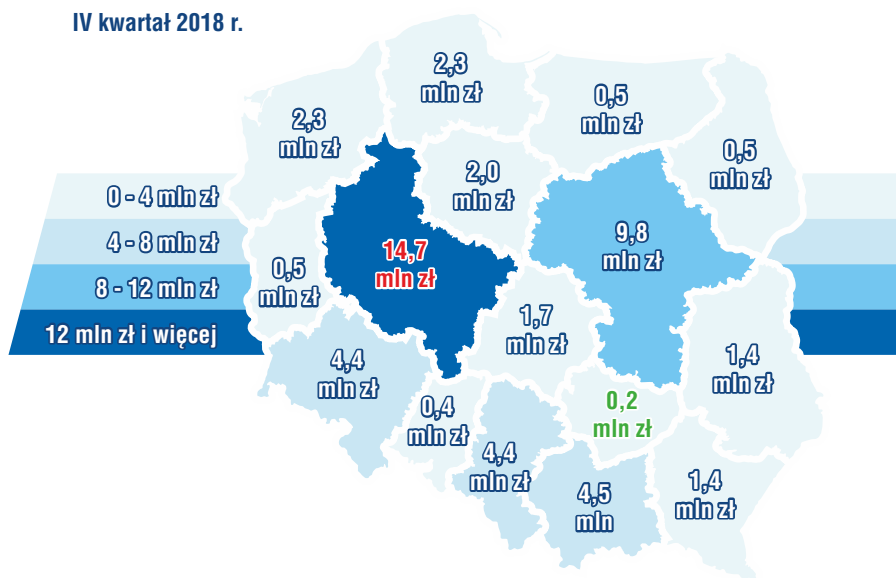 IV kwartał 2018 r.
2,3
mln zł
2,3
mln zł
0,5
mln zł
0,5
mln zł
2,0
mln zł
0 - 4 mln zł
4 - 8 mln zł
8 - 12 mln zł
12 mln zł i więcej
0,5
mln zł
14,7
mln zł
9,8
mln zł
1,7
mln zł
4,4
mln zł
1,4
mln zł
0,4
mln zł
0,2
mln zł
4,4
mln zł
4,5
mln
1,4
mln zł